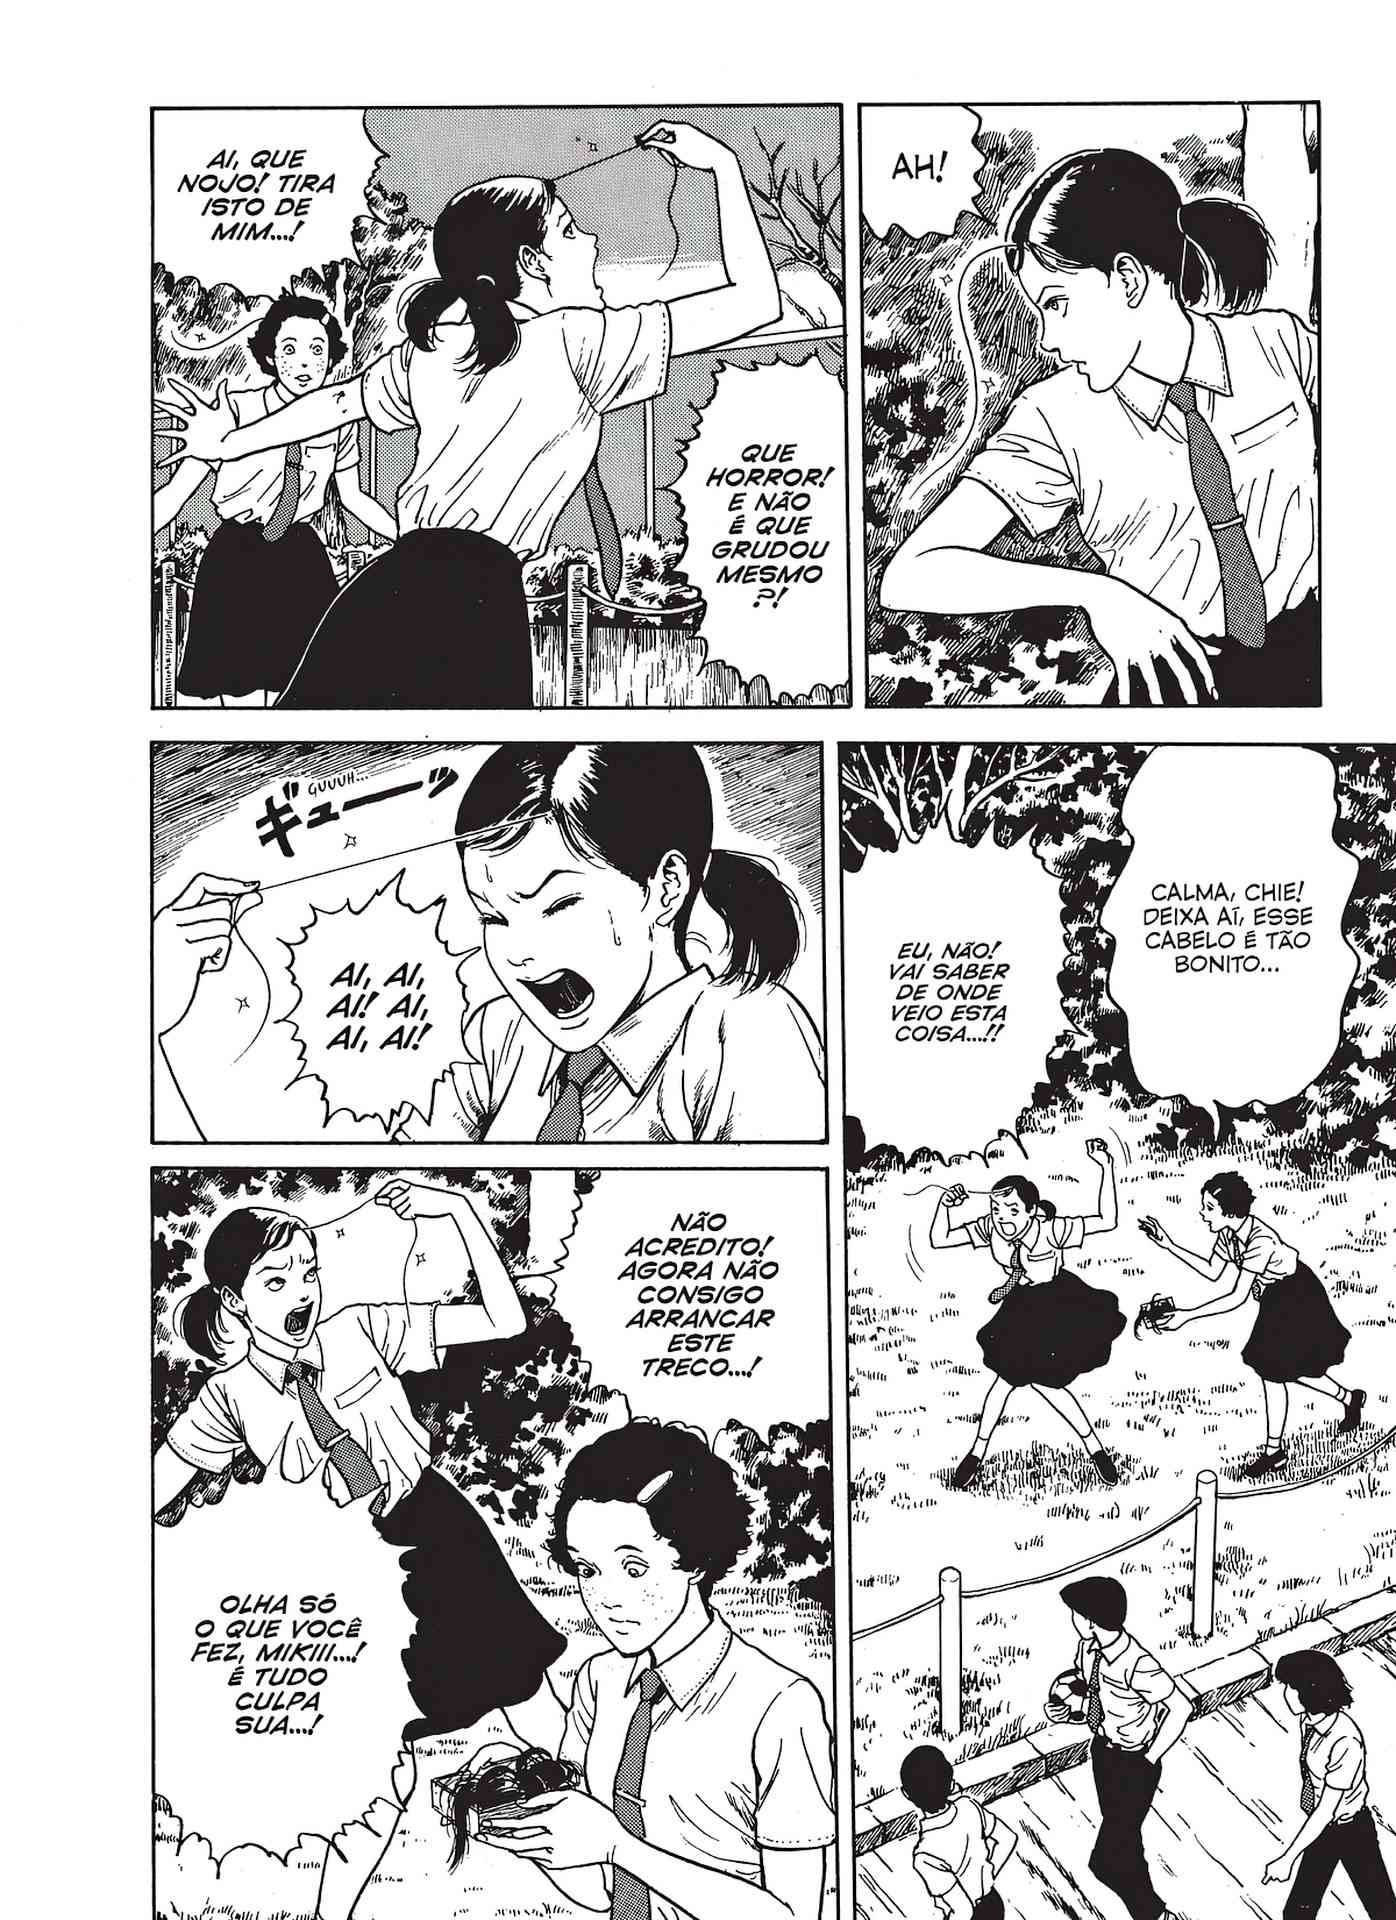 AH!
QUE
HORROR!
E NÃO
É QUE
GRUDOU
MESMO
?!
AI, QUE
NOJO! TIRA
ISTO DE
MIM...!
CALMA, CHIE!
DEIXA AÍ, ESSE
CABELO É TÃO
BONITO...
EU, NÃO!
VAI SABER
DE ONDE
VEIO ESTA
COISA...!!
ギューッ
GUUUH...
AI, AI,
AI! AI,
AI, AI!
NÃO
ACREDITO!
AGORA NÃO
CONSIGO
ARRANCAR
ESTE
TRECO...!
OLHA SÓ
O QUE VOCÊ
FEZ, MIKIII...!
É TUDO
CULPA
SUA...!